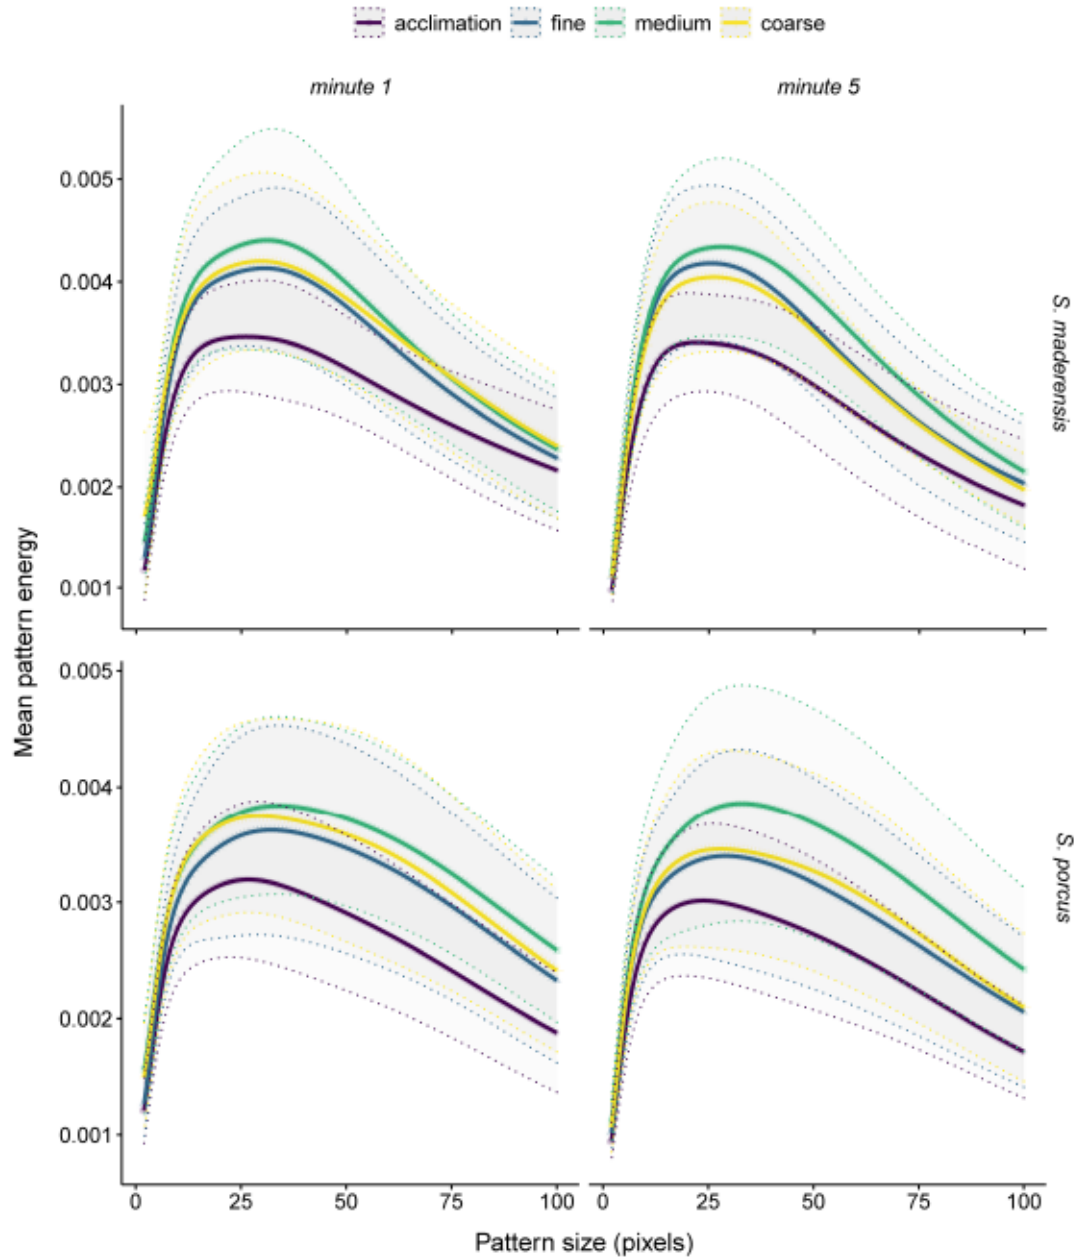 acclimation fine medium coarse
minute 1 minute 5
0.005
0.004
0.003
0.002
0.001
S. maderensis
Mean pattern energy
0.005
0.004
0.003
0.002
0.001
S. porcus
0 25 50 75 100 0 25 50 75 100
Pattern size (pixels)